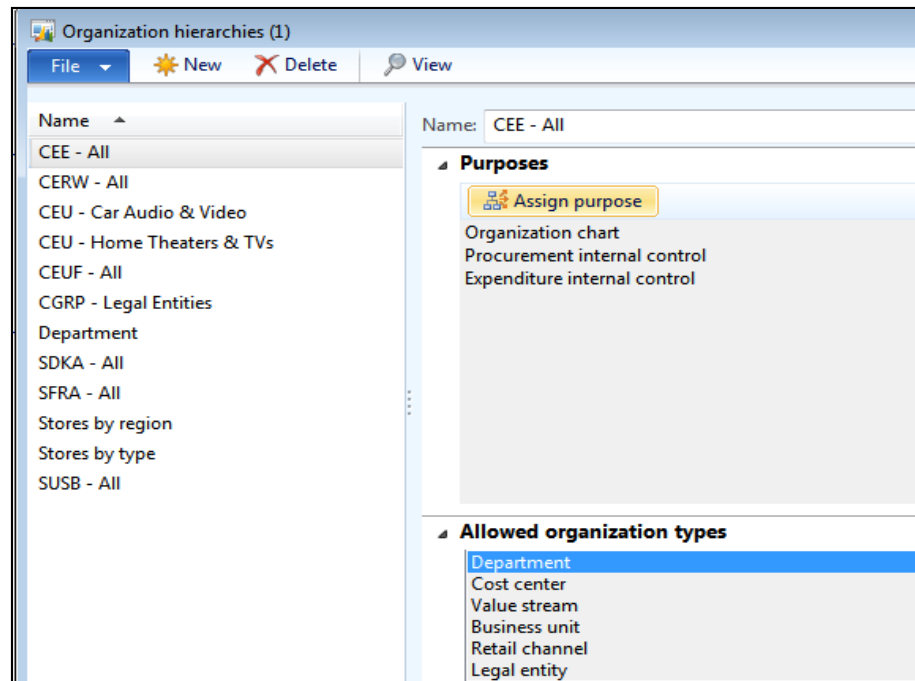 Organization hierarchies (1)
File New Delete View
Name
CEE - All
CERW - All
CEU - Car Audio & Video
CEU - Home Theaters & TVs
CEUF - All
CGRP - Legal Entities
Department
SDKA - All
SFRA - All
Stores by region
Stores by type
SUSB - All
Name: CEE - All
Purposes
Assign purpose
Organization chart
Procurement internal control
Expenditure internal control
Allowed organization types
Department
Cost center
Value stream
Business unit
Retail channel
Legal entity